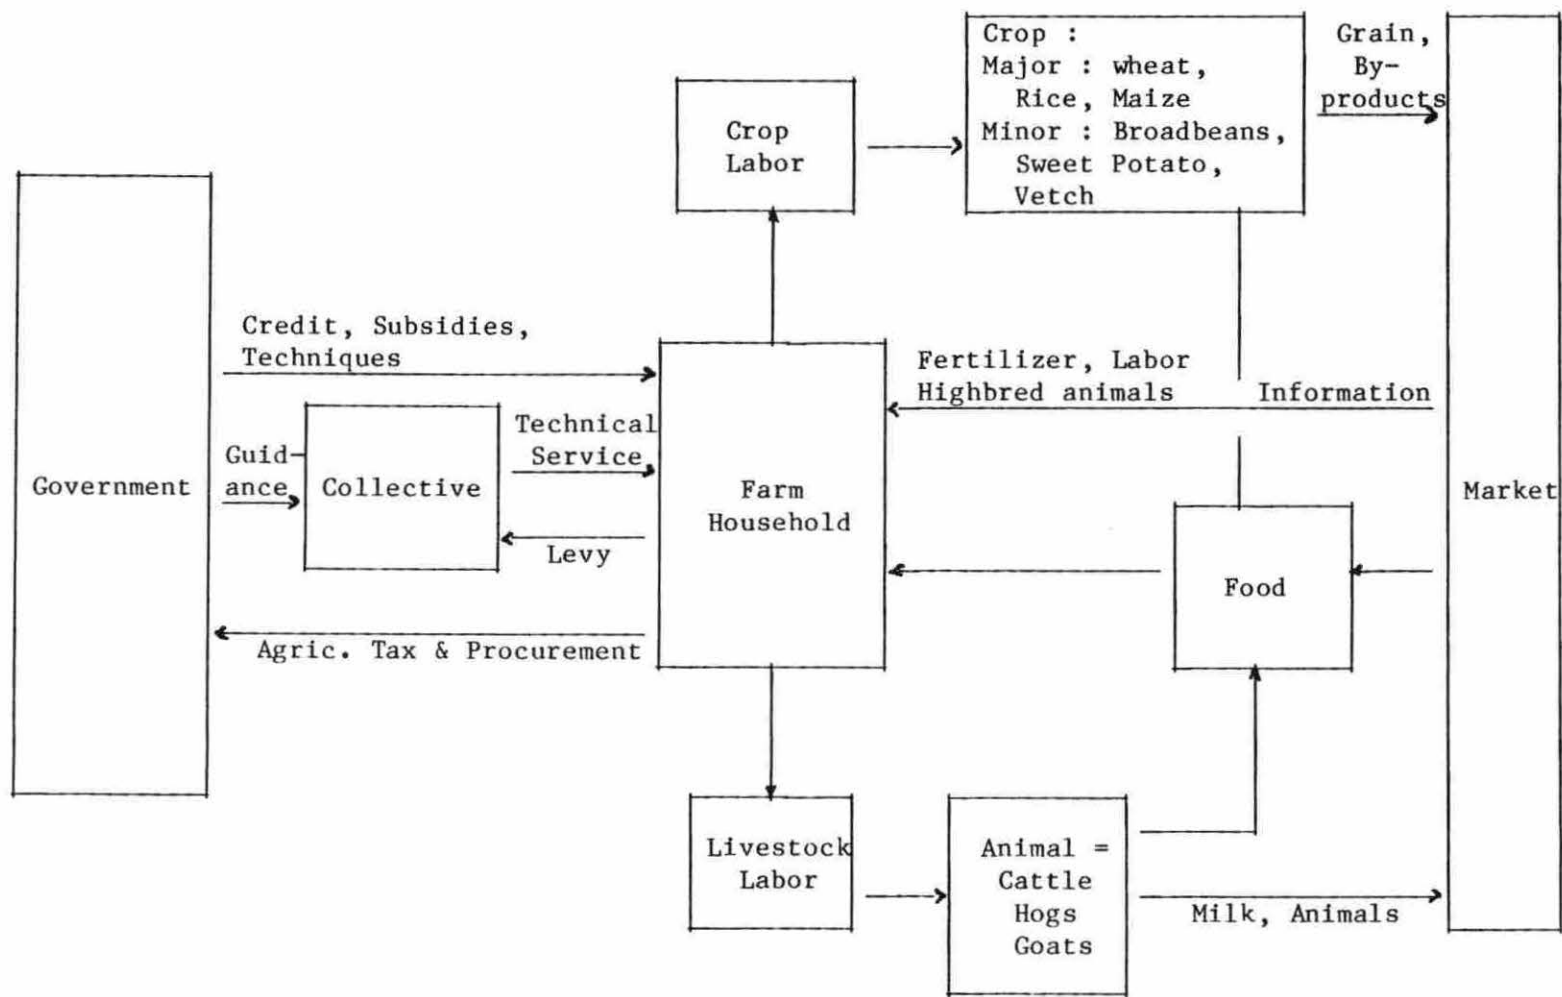 Crop :
Major : wheat,
Rice, Maize
Minor : Broadbeans,
Sweet Potato,
Vetch
Grain,
By-
products
Crop
Labor
Credit, Subsidies,
Techniques
Fertilizer, Labor
Highbred animals
Information
Technical
Service
Guid-
ance
Government
Collective
Farm
Household
Market
Levy
Food
Agric. Tax & Procurement
Livestock
Labor
Animal =
Cattle
Hogs
Goats
Milk, Animals